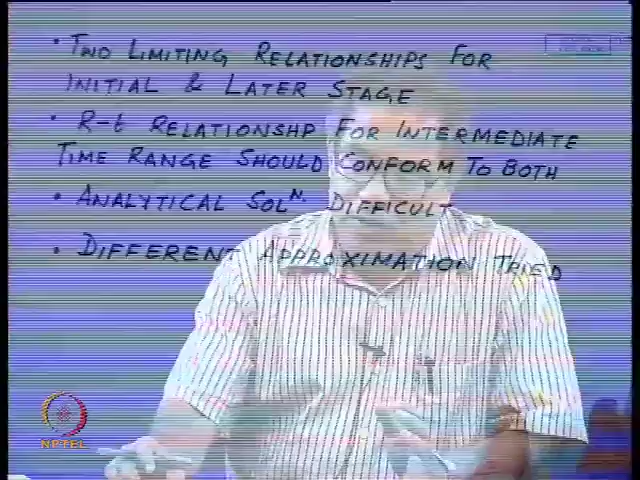 • TWO LIMITING RELATIONSHIPS FOR
INITIAL & LATER STAGE
• R-t RELATIONSHP FOR INTERMEDIATE
TIME RANGE SHOULD CONFORM TO BOTH
• ANALYTICAL SOLN. DIFFICULT
• DIFFERENT APPROXIMATION TRIED
NPTEL